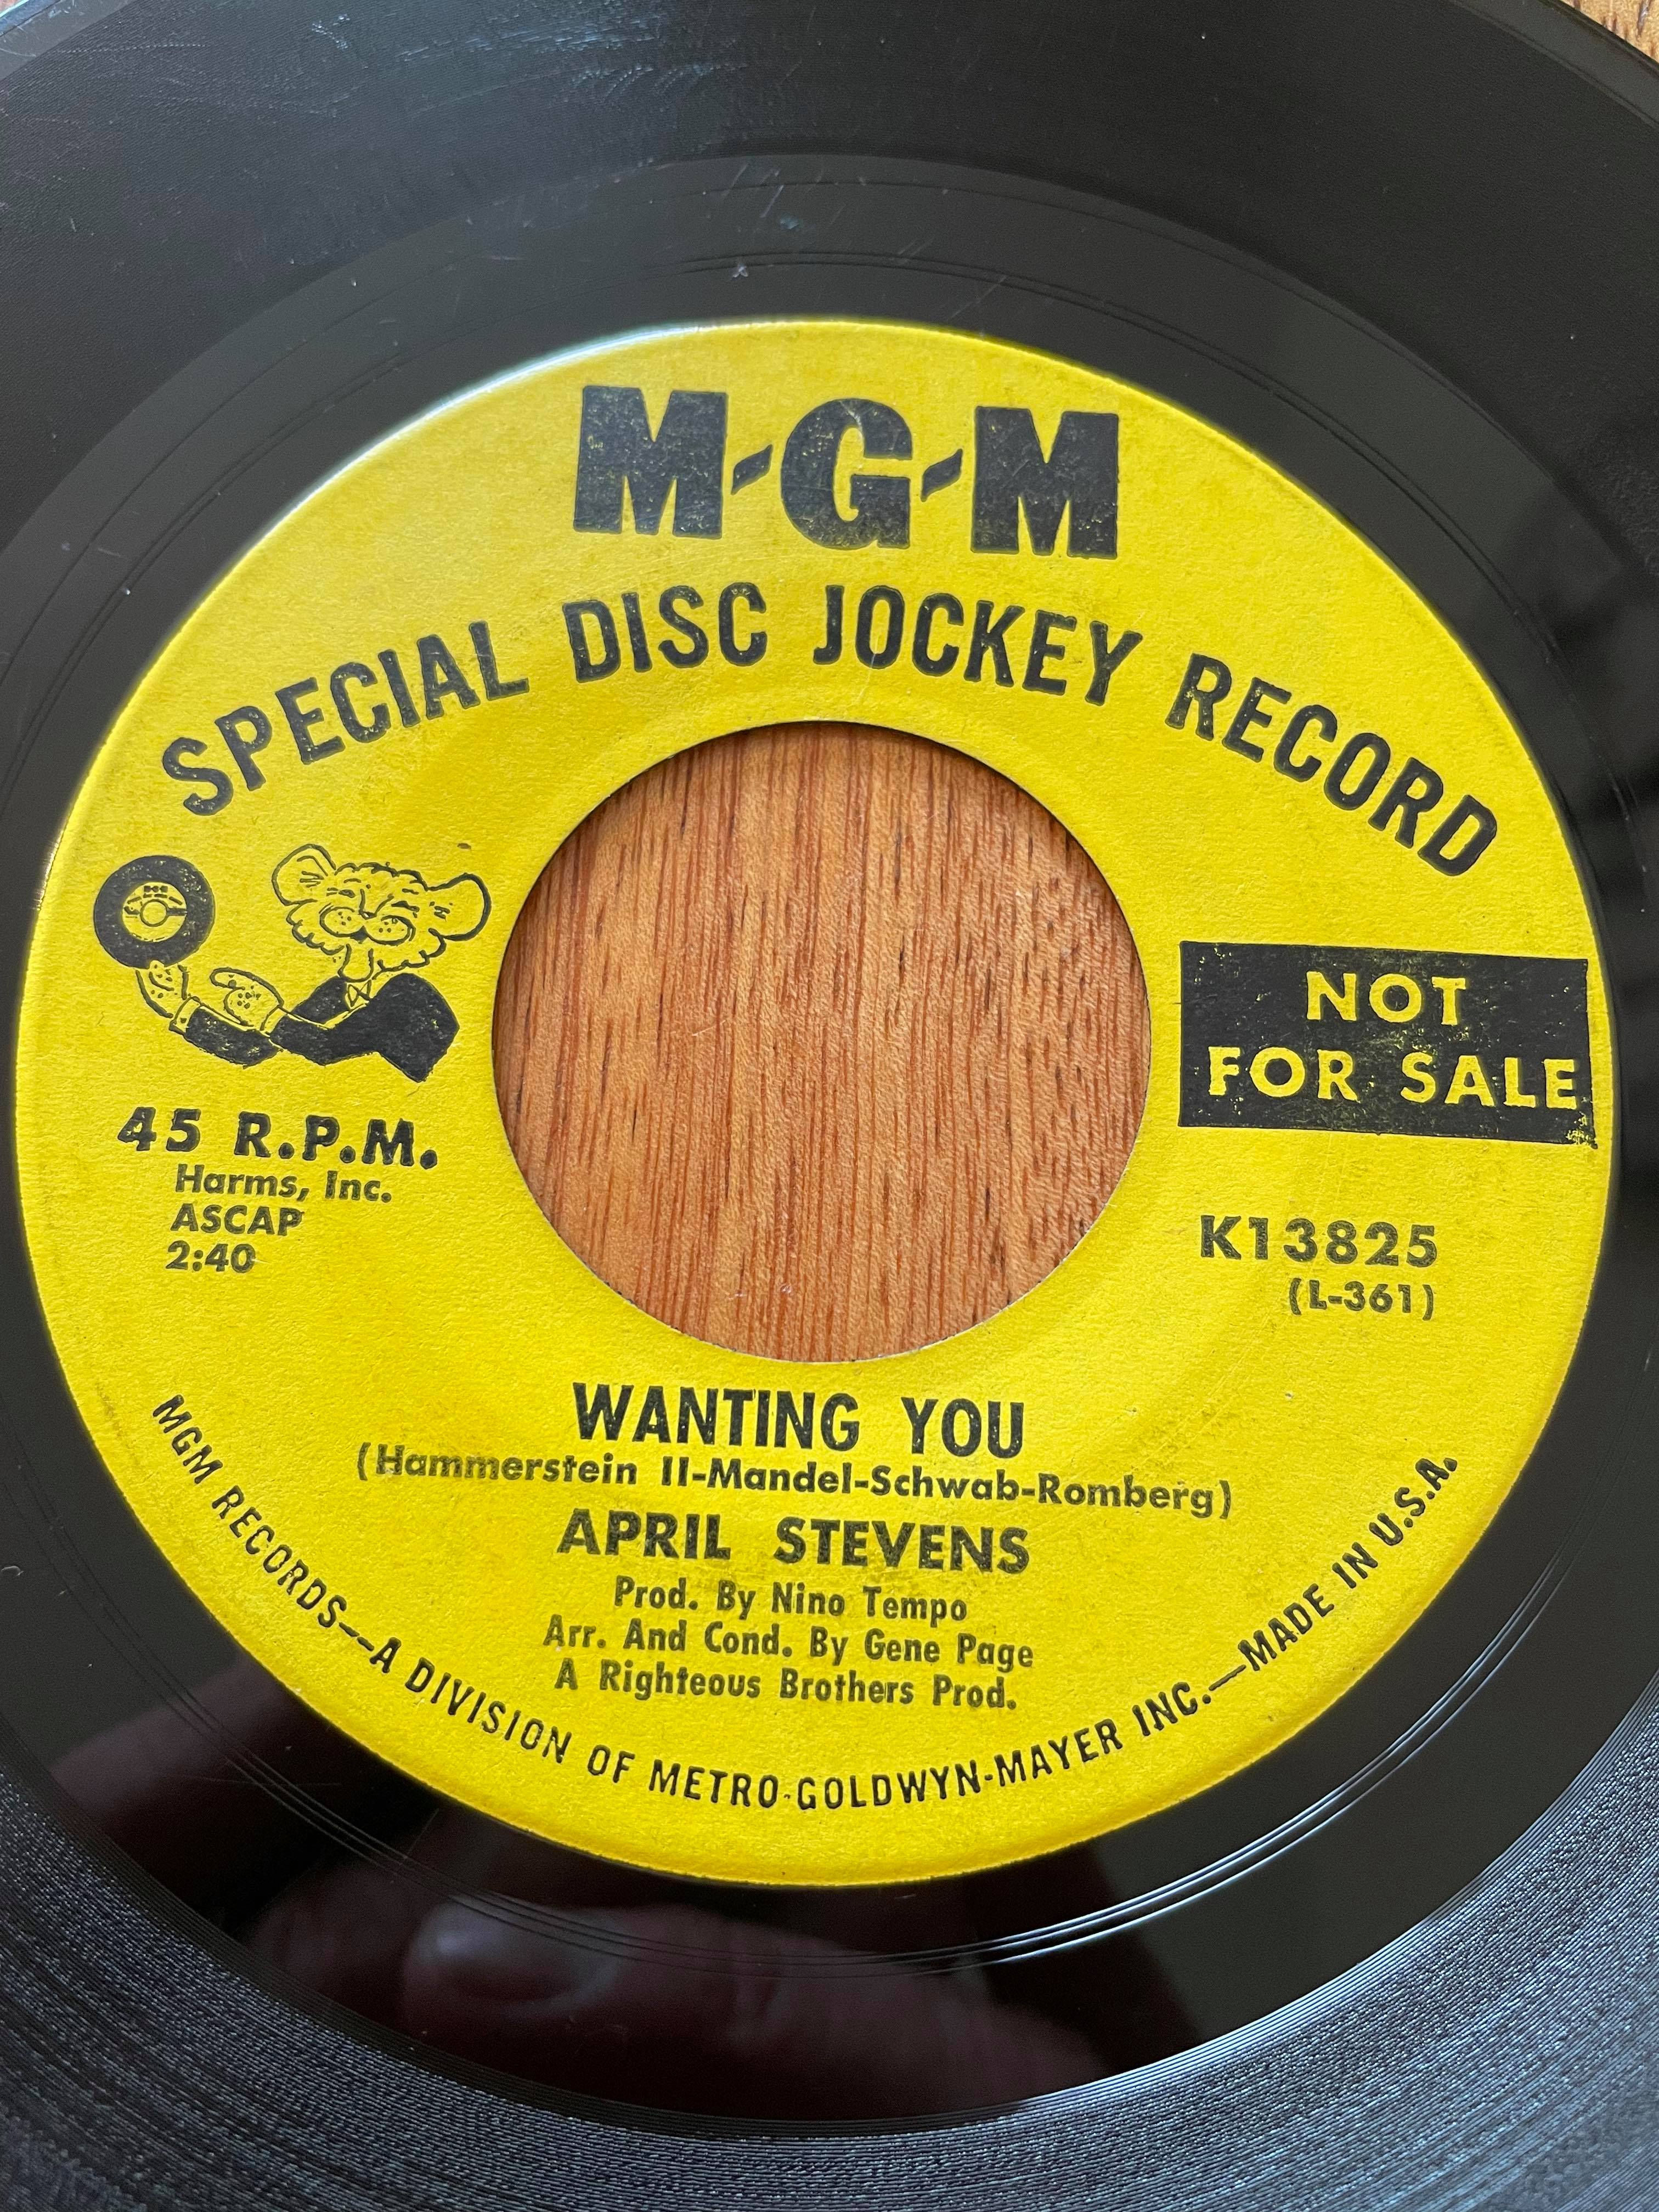 M-G-M
SPECIAL DISC JOCKEY RECORD
NOT
FOR SALE
45 R.P.M.
Harms, Inc.
ASCAP
2:40
K13825
(L-361)
WANTING YOU
(Hammerstein II-Mandel-Schwab-Romberg)
APRIL STEVENS
Prod. By Nino Tempo
Arr. And Cond. By Gene Page
A Righteous Brothers Prod.
MGM RECORDS—A DIVISION OF METRO-GOLDWYN-MAYER INC.—MADE IN U.S.A.